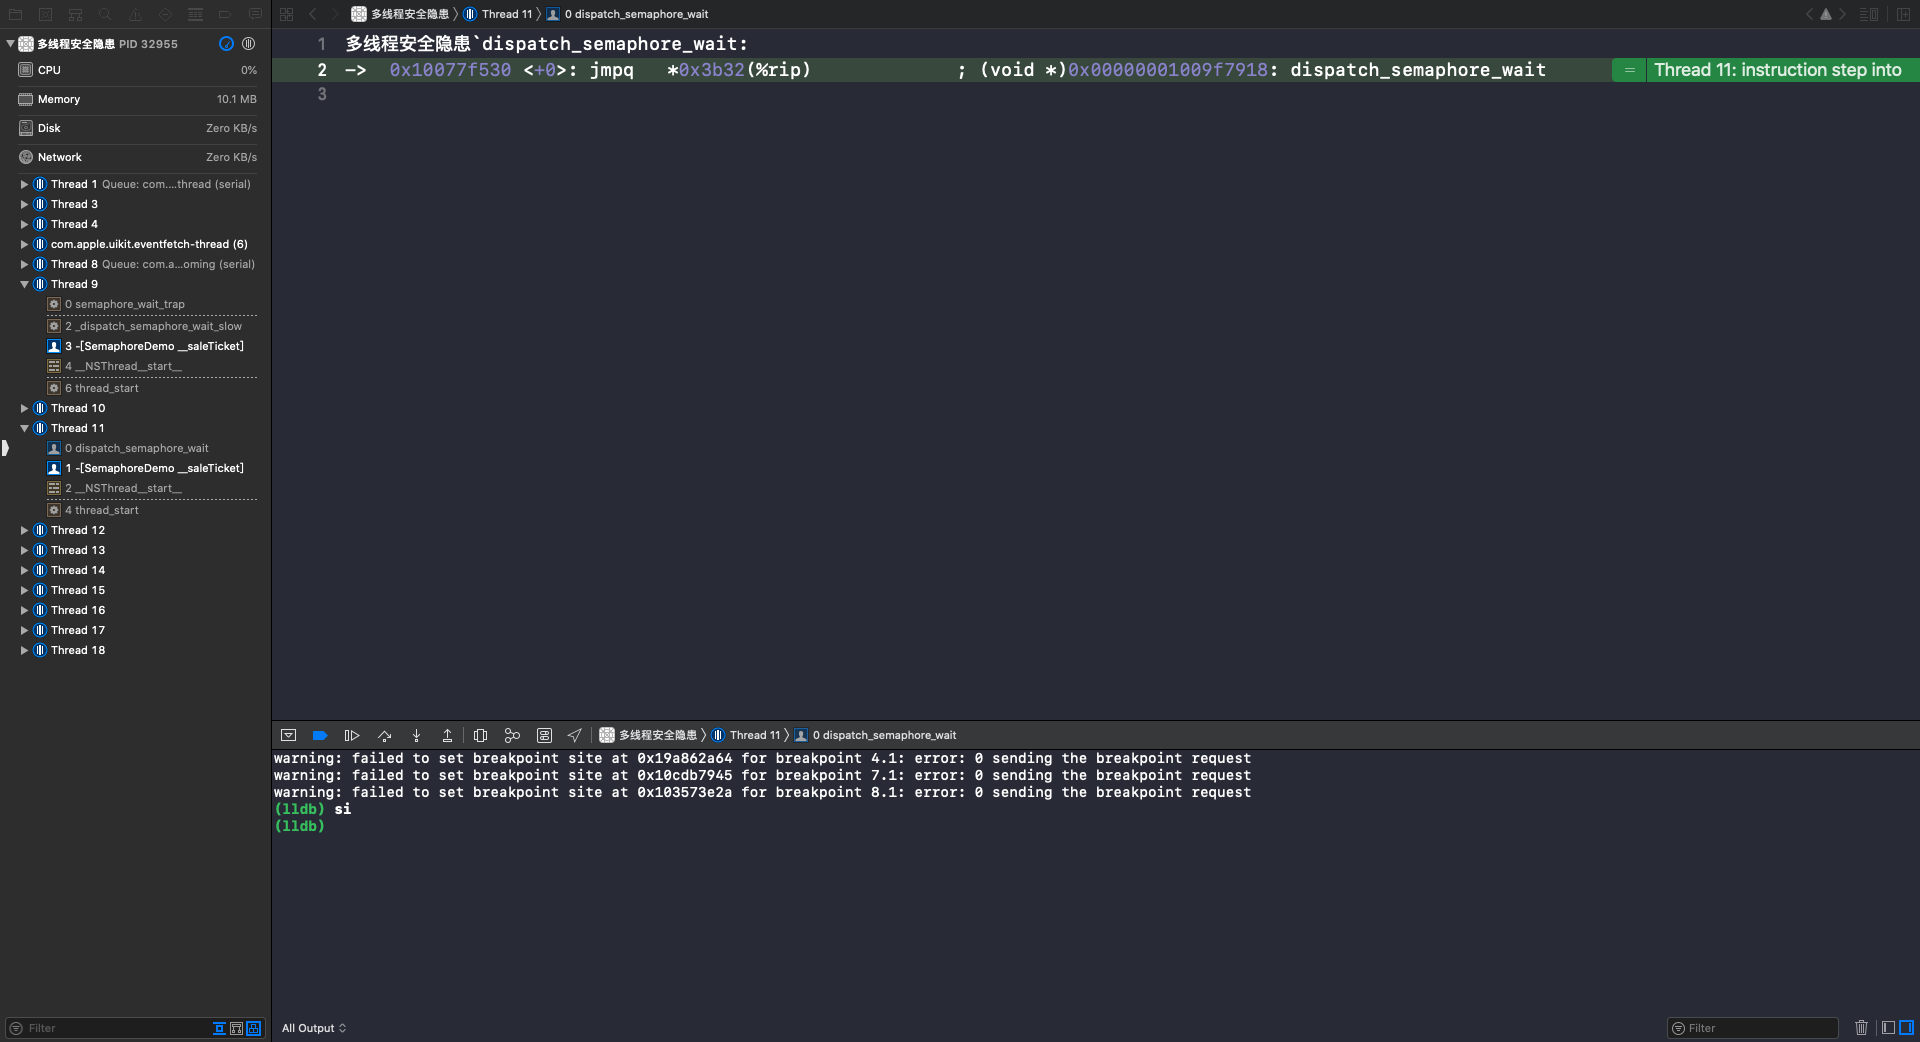 多线程安全隐患 PID 32955
CPU 0%
Memory 10.1 MB
Disk Zero KB/s
Network Zero KB/s
Thread 1 Queue: com....thread (serial)
Thread 3
Thread 4
com.apple.uikit.eventfetch-thread (6)
Thread 8 Queue: com.a...oming (serial)
Thread 9
0 semaphore_wait_trap
2 _dispatch_semaphore_wait_slow
3 -[SemaphoreDemo __saleTicket]
4 __NSThread__start__
6 thread_start
Thread 10
Thread 11
0 dispatch_semaphore_wait
1 -[SemaphoreDemo __saleTicket]
2 __NSThread__start__
4 thread_start
Thread 12
Thread 13
Thread 14
Thread 15
Thread 16
Thread 17
Thread 18
Filter
多线程安全隐患 〉 Thread 11 〉 0 dispatch_semaphore_wait
1 多线程安全隐患`dispatch_semaphore_wait:
2 -> 0x10077f530 <+0>: jmpq *0x3b32(%rip) ; (void *)0x00000001009f7918: dispatch_semaphore_wait = Thread 11: instruction step into
3
多线程安全隐患 〉 Thread 11 〉 0 dispatch_semaphore_wait
warning: failed to set breakpoint site at 0x19a862a64 for breakpoint 4.1: error: 0 sending the breakpoint request
warning: failed to set breakpoint site at 0x10cdb7945 for breakpoint 7.1: error: 0 sending the breakpoint request
warning: failed to set breakpoint site at 0x103573e2a for breakpoint 8.1: error: 0 sending the breakpoint request
(lldb) si
(lldb)
All Output
Filter